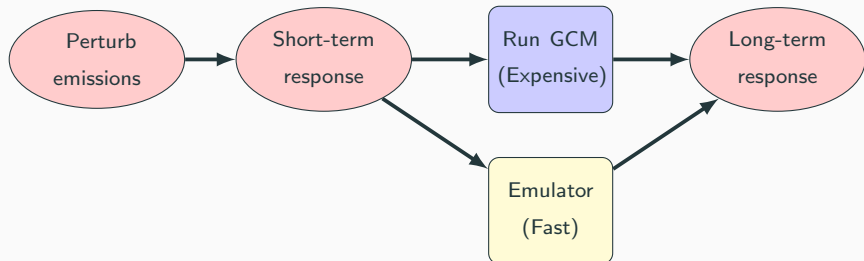 Perturb
emissions
Short-term
response
Run GCM
(Expensive)
Long-term
response
Emulator
(Fast)